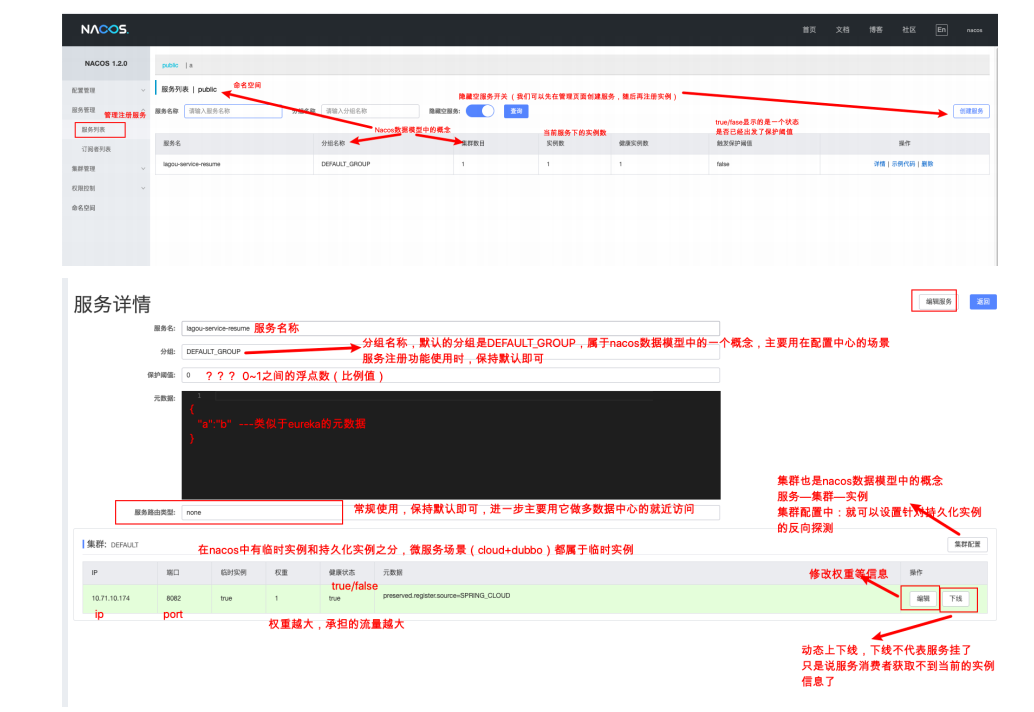 NACOS.
首页 文档 博客 社区 En nacos
NACOS 1.2.0
public | a
配置管理
服务列表 | public 命名空间
服务管理
管理注册服务
隐藏空服务开关（我们可以先在管理页面创建服务，随后再注册实例）
服务名称 请输入服务名称 分组名称 请输入分组名称 隐藏空服务: 查询 创建服务
服务列表
订阅者列表
集群管理
权限控制
命名空间
Nacos数据模型中的概念
当前服务下的实例数
true/fase显示的是一个状态
是否已经出发了保护阈值
服务名 分组名称 集群数目 实例数 健康实例数 触发保护阈值 操作
lagou-service-resume DEFAULT_GROUP 1 1 1 false 详情 | 示例代码 | 删除
服务详情
编辑服务 返回
服务名: lagou-service-resume 服务名称
分组: DEFAULT_GROUP
分组名称，默认的分组是DEFAULT_GROUP，属于nacos数据模型中的一个概念，主要用在配置中心的场景
服务注册功能使用时，保持默认即可
保护阈值: 0 ？？？ 0~1之间的浮点数（比例值）
元数据: 1
{
"a":"b" ---类似于eureka的元数据
}
服务路由类型: none
常规使用，保持默认即可，进一步主要用它做多数据中心的就近访问
集群也是nacos数据模型中的概念
服务—集群—实例
集群配置中：就可以设置针对持久化实例
的反向探测
集群: DEFAULT 集群配置
在nacos中有临时实例和持久化实例之分，微服务场景（cloud+dubbo）都属于临时实例
IP 端口 临时实例 权重 健康状态 元数据 操作
true/false
修改权重等信息
10.71.10.174 8082 true 1 true preserved.register.source=SPRING_CLOUD 编辑 下线
ip port
权重越大，承担的流量越大
动态上下线，下线不代表服务挂了
只是说服务消费者获取不到当前的实例
信息了